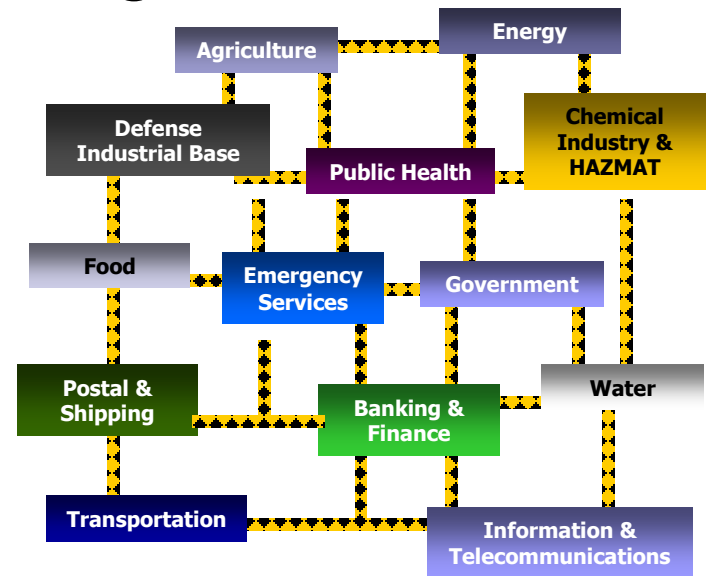 Agriculture
Energy
Defense
Industrial Base
Chemical
Industry &
HAZMAT
Public Health
Food
Emergency
Services
Government
Postal &
Shipping
Banking &
Finance
Water
Transportation
Information &
Telecommunications